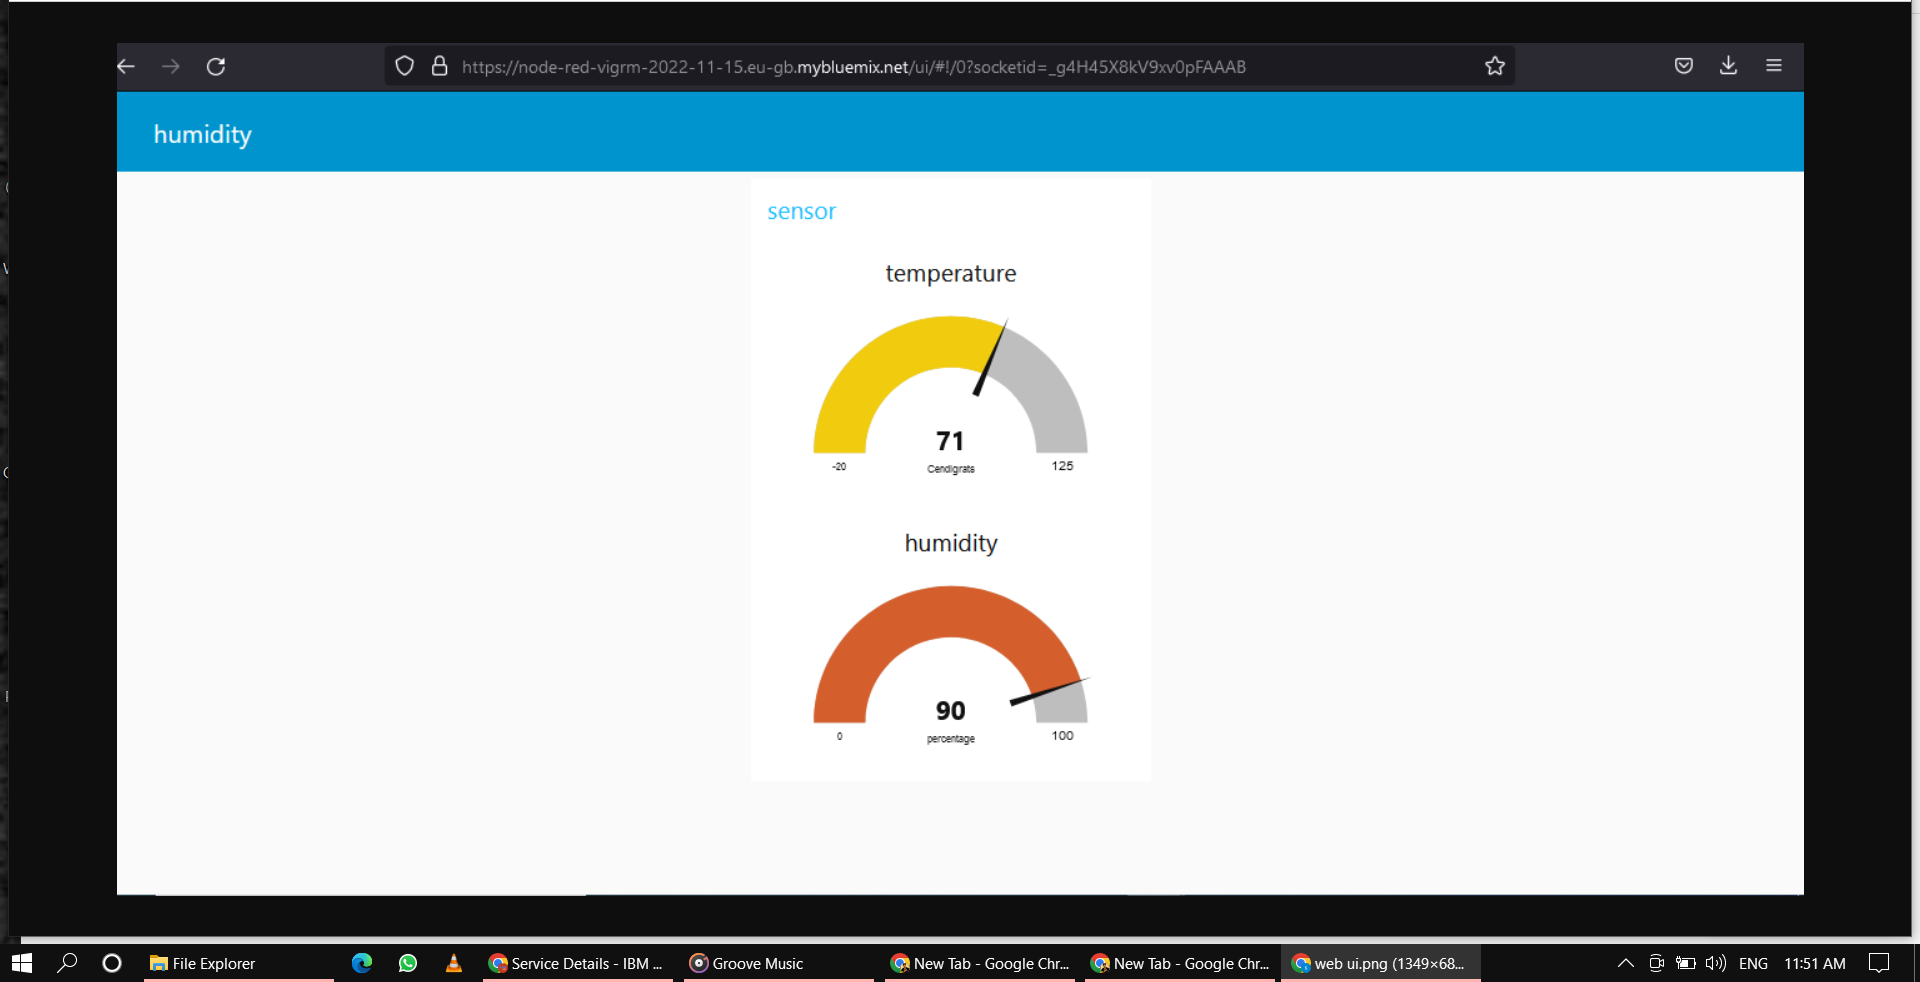 https://node-red-vigrm-2022-11-15.eu-gb.mybluemix.net/ui/#!/0?socketid=_g4H45X8kV9xv0pFAAAB
humidity
sensor
temperature
71
-20
Cendigrats
125
humidity
90
0
percentage
100
File Explorer
Service Details - IBM ...
Groove Music
New Tab - Google Chr...
New Tab - Google Chr...
web ui.png (1349×68...
ENG
11:51 AM